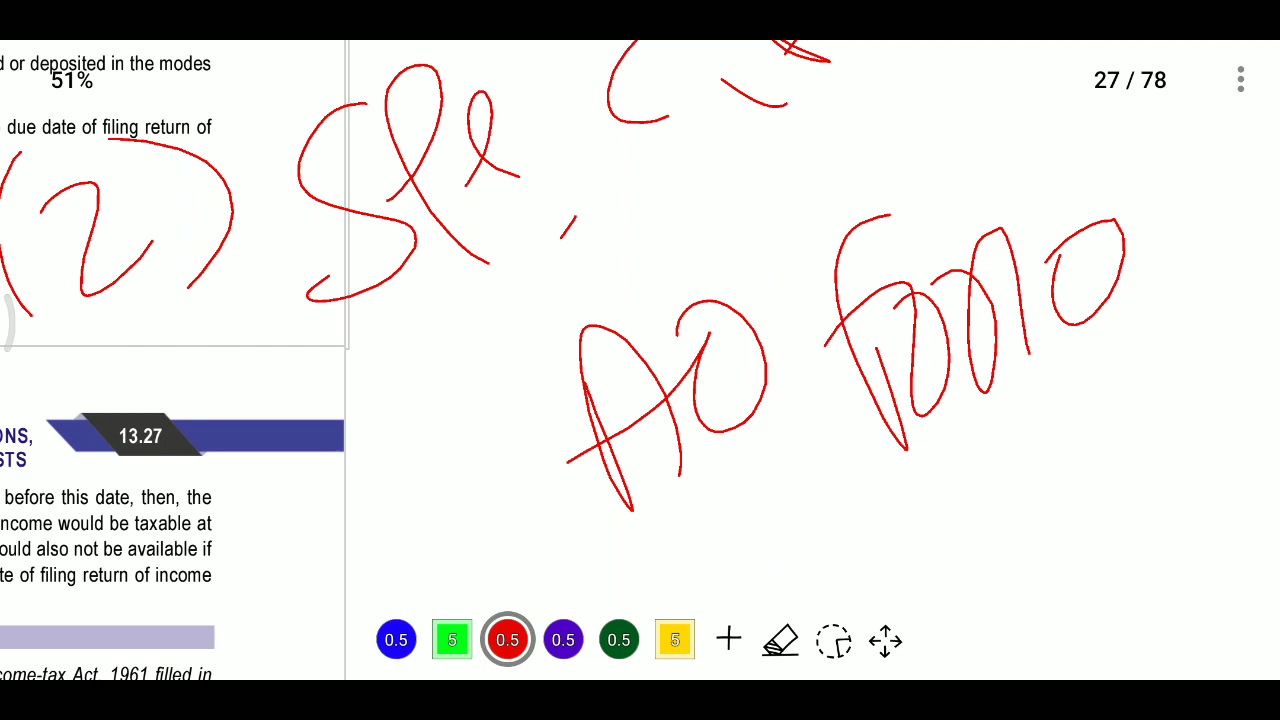 d or deposited in the modes
51%
27 / 78
due date of filing return of
(2)
13.27
ONS,
STS
before this date, then, the
ncome would be taxable at
ould also not be available if
te of filing return of income
0.5 5 0.5 0.5 0.5 5
come-tax Act, 1961 filled in